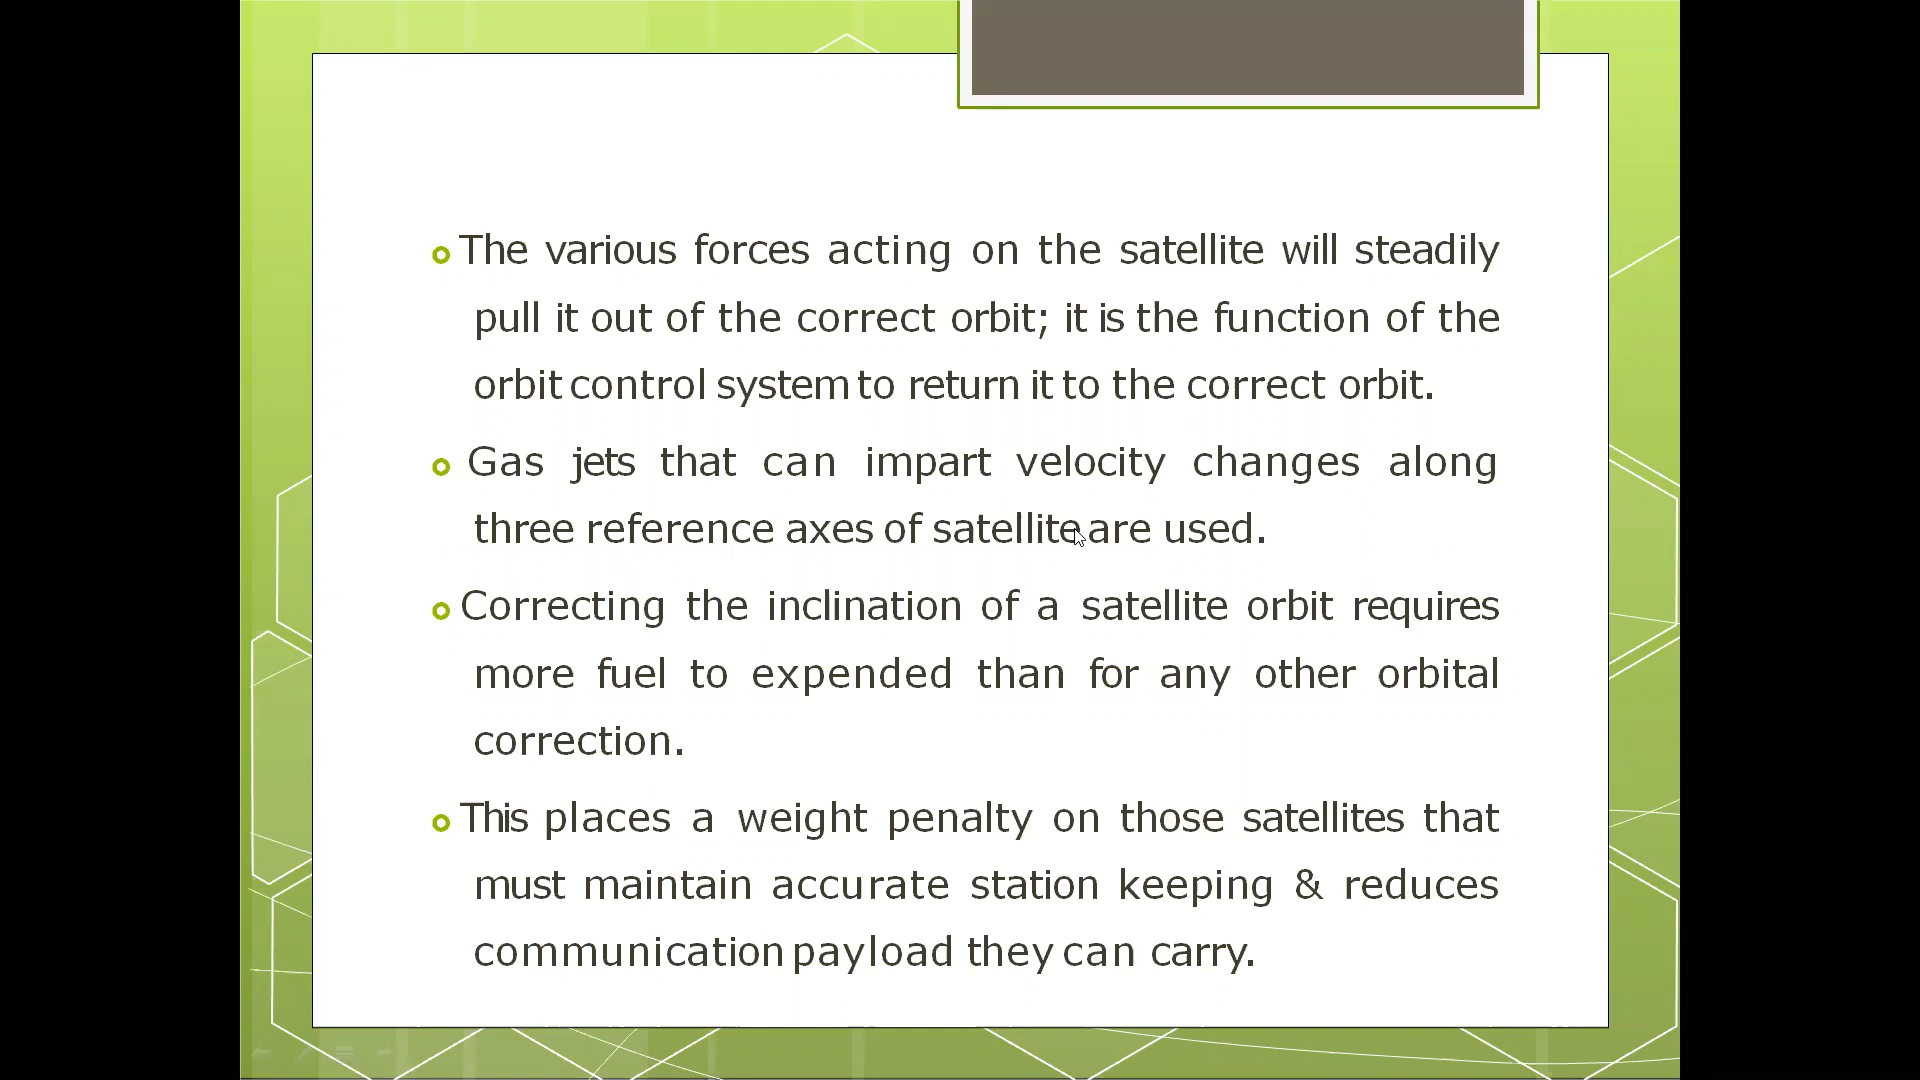 The various forces acting on the satellite will steadily
pull it out of the correct orbit; it is the function of the
orbit control system to return it to the correct orbit.
Gas jets that can impart velocity changes along
three reference axes of satellite are used.
Correcting the inclination of a satellite orbit requires
more fuel to expended than for any other orbital
correction.
This places a weight penalty on those satellites that
must maintain accurate station keeping & reduces
communication payload they can carry.